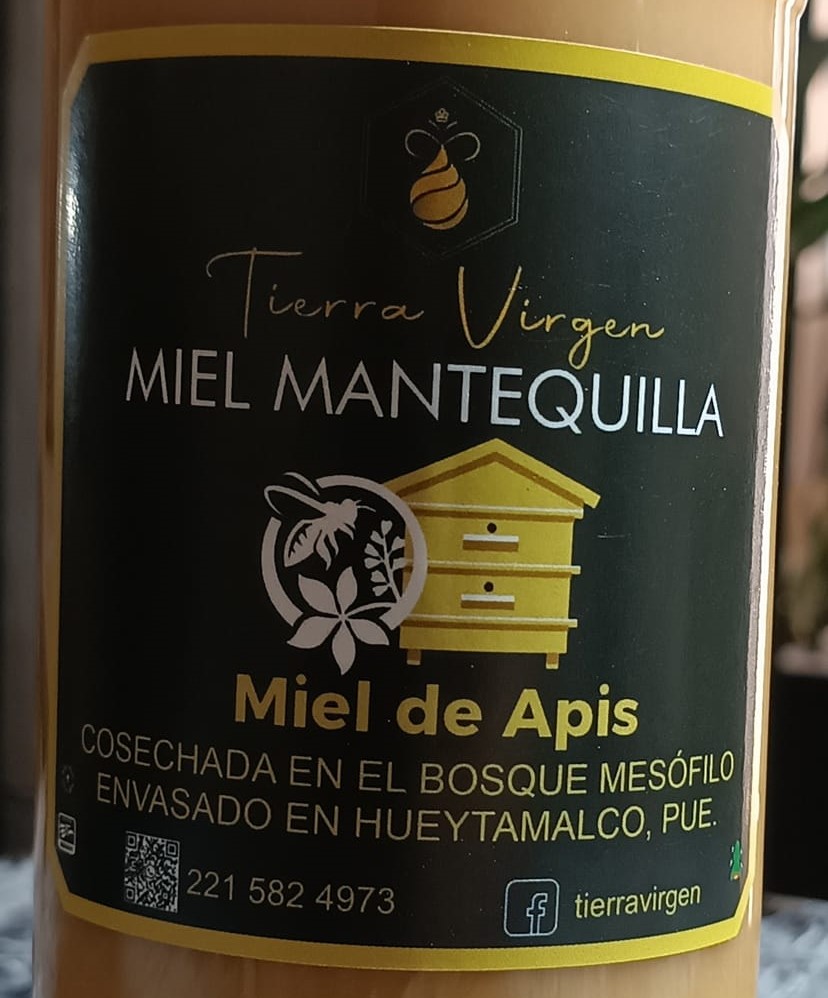 Tierra Virgen
MIEL MANTEQUILLA
Miel de Apis
COSECHADA EN EL BOSQUE MESÓFILO
ENVASADO EN HUEYTAMALCO, PUE.
221 582 4973
f tierravirgen